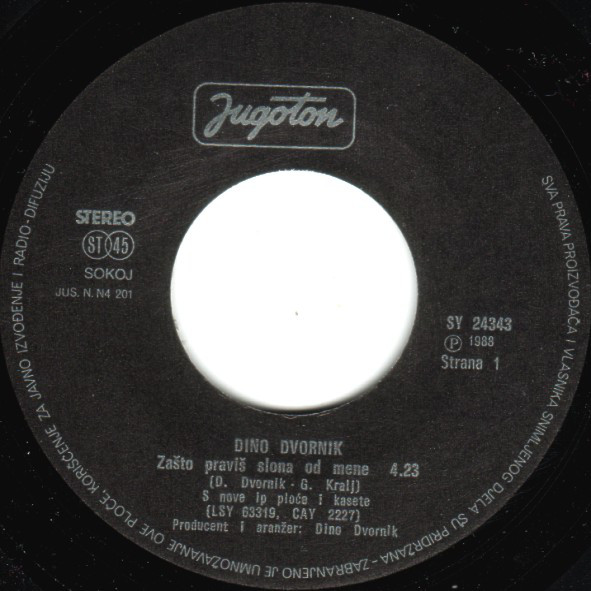 Jugoton
STEREO
ST 45
SOKOJ
JUS. N. N4 201
SY 24343
℗ 1988
Strana 1
DINO DVORNIK
Zašto praviš slona od mene 4.23
(D. Dvornik - G. Kralj)
S nove lp ploče i kasete
(LSY 63319, CAY 2227)
Producent i aranžer: Dino Dvornik
SVA PRAVA PROIZVOĐAČA I VLASNIKA SNIMLJENOG DJELA SU PRIDRŽANA - ZABRANJENO JE UMNOŽAVANJE OVE PLOČE, KORIŠĆENJE ZA JAVNO IZVOĐENJE I RADIO-DIFUZIJU